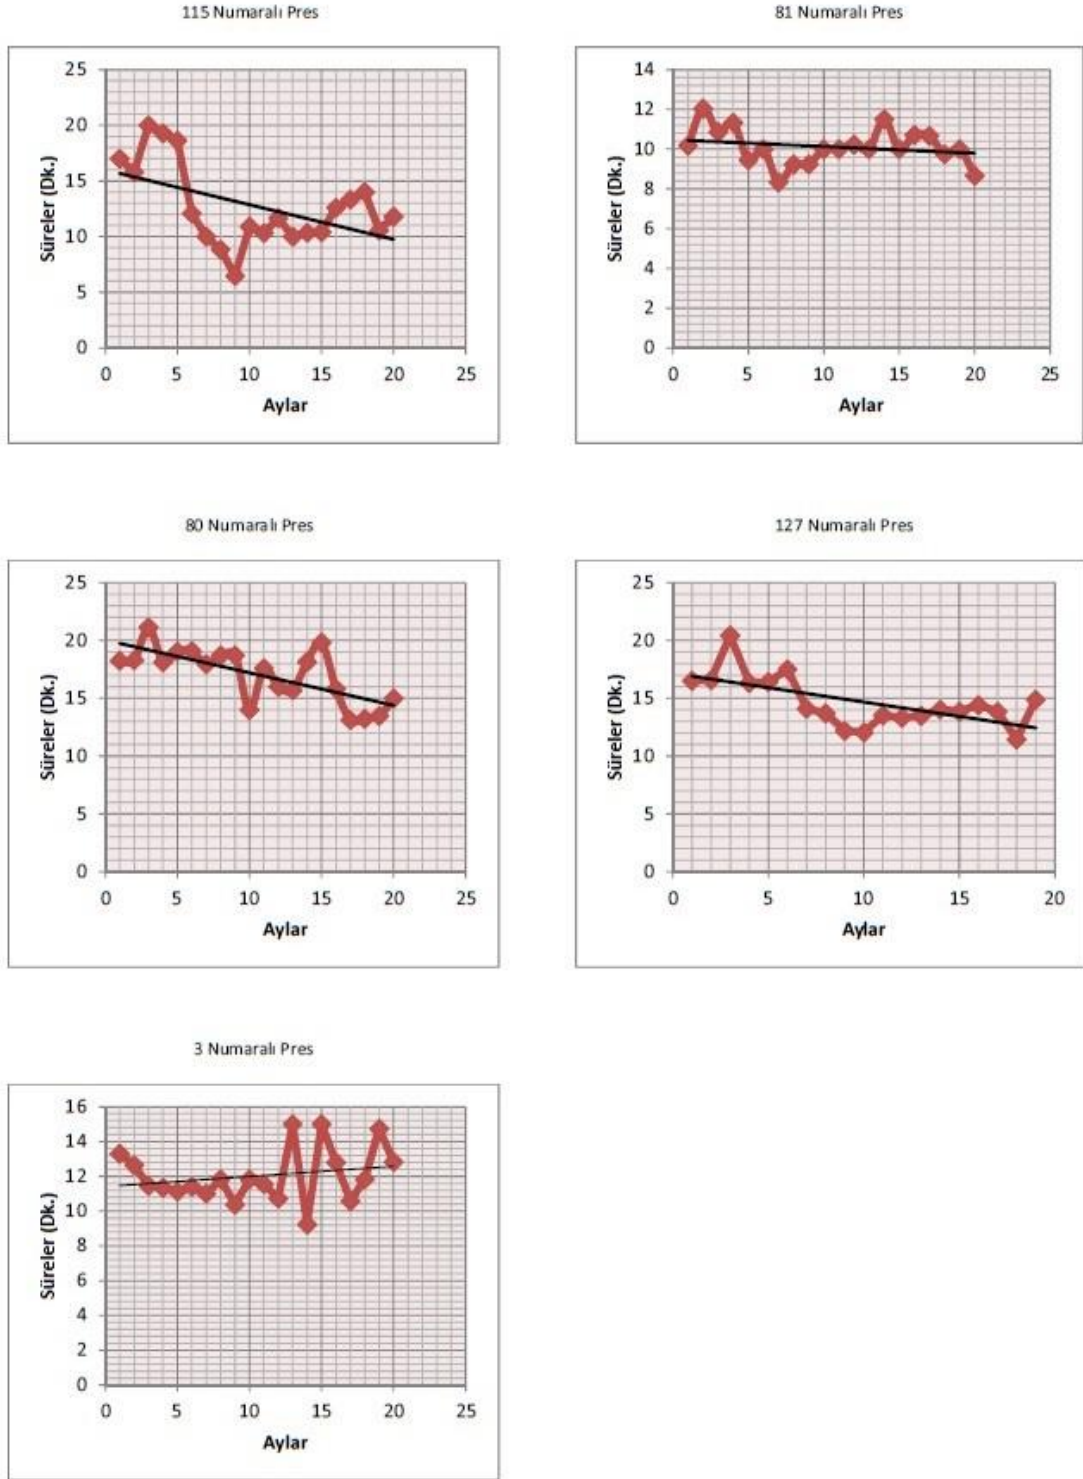 115 Numaralı Pres
25
20
15
10
5
0
Süreler (Dk.)
0 5 10 15 20 25
Aylar
81 Numaralı Pres
14
12
10
8
6
4
2
0
Süreler (Dk.)
0 5 10 15 20 25
Aylar
80 Numaralı Pres
25
20
15
10
5
0
Süreler (Dk.)
0 5 10 15 20 25
Aylar
127 Numaralı Pres
25
20
15
10
5
0
Süreler (Dk.)
0 5 10 15 20
Aylar
3 Numaralı Pres
16
14
12
10
8
6
4
2
0
Süreler (Dk.)
0 5 10 15 20 25
Aylar